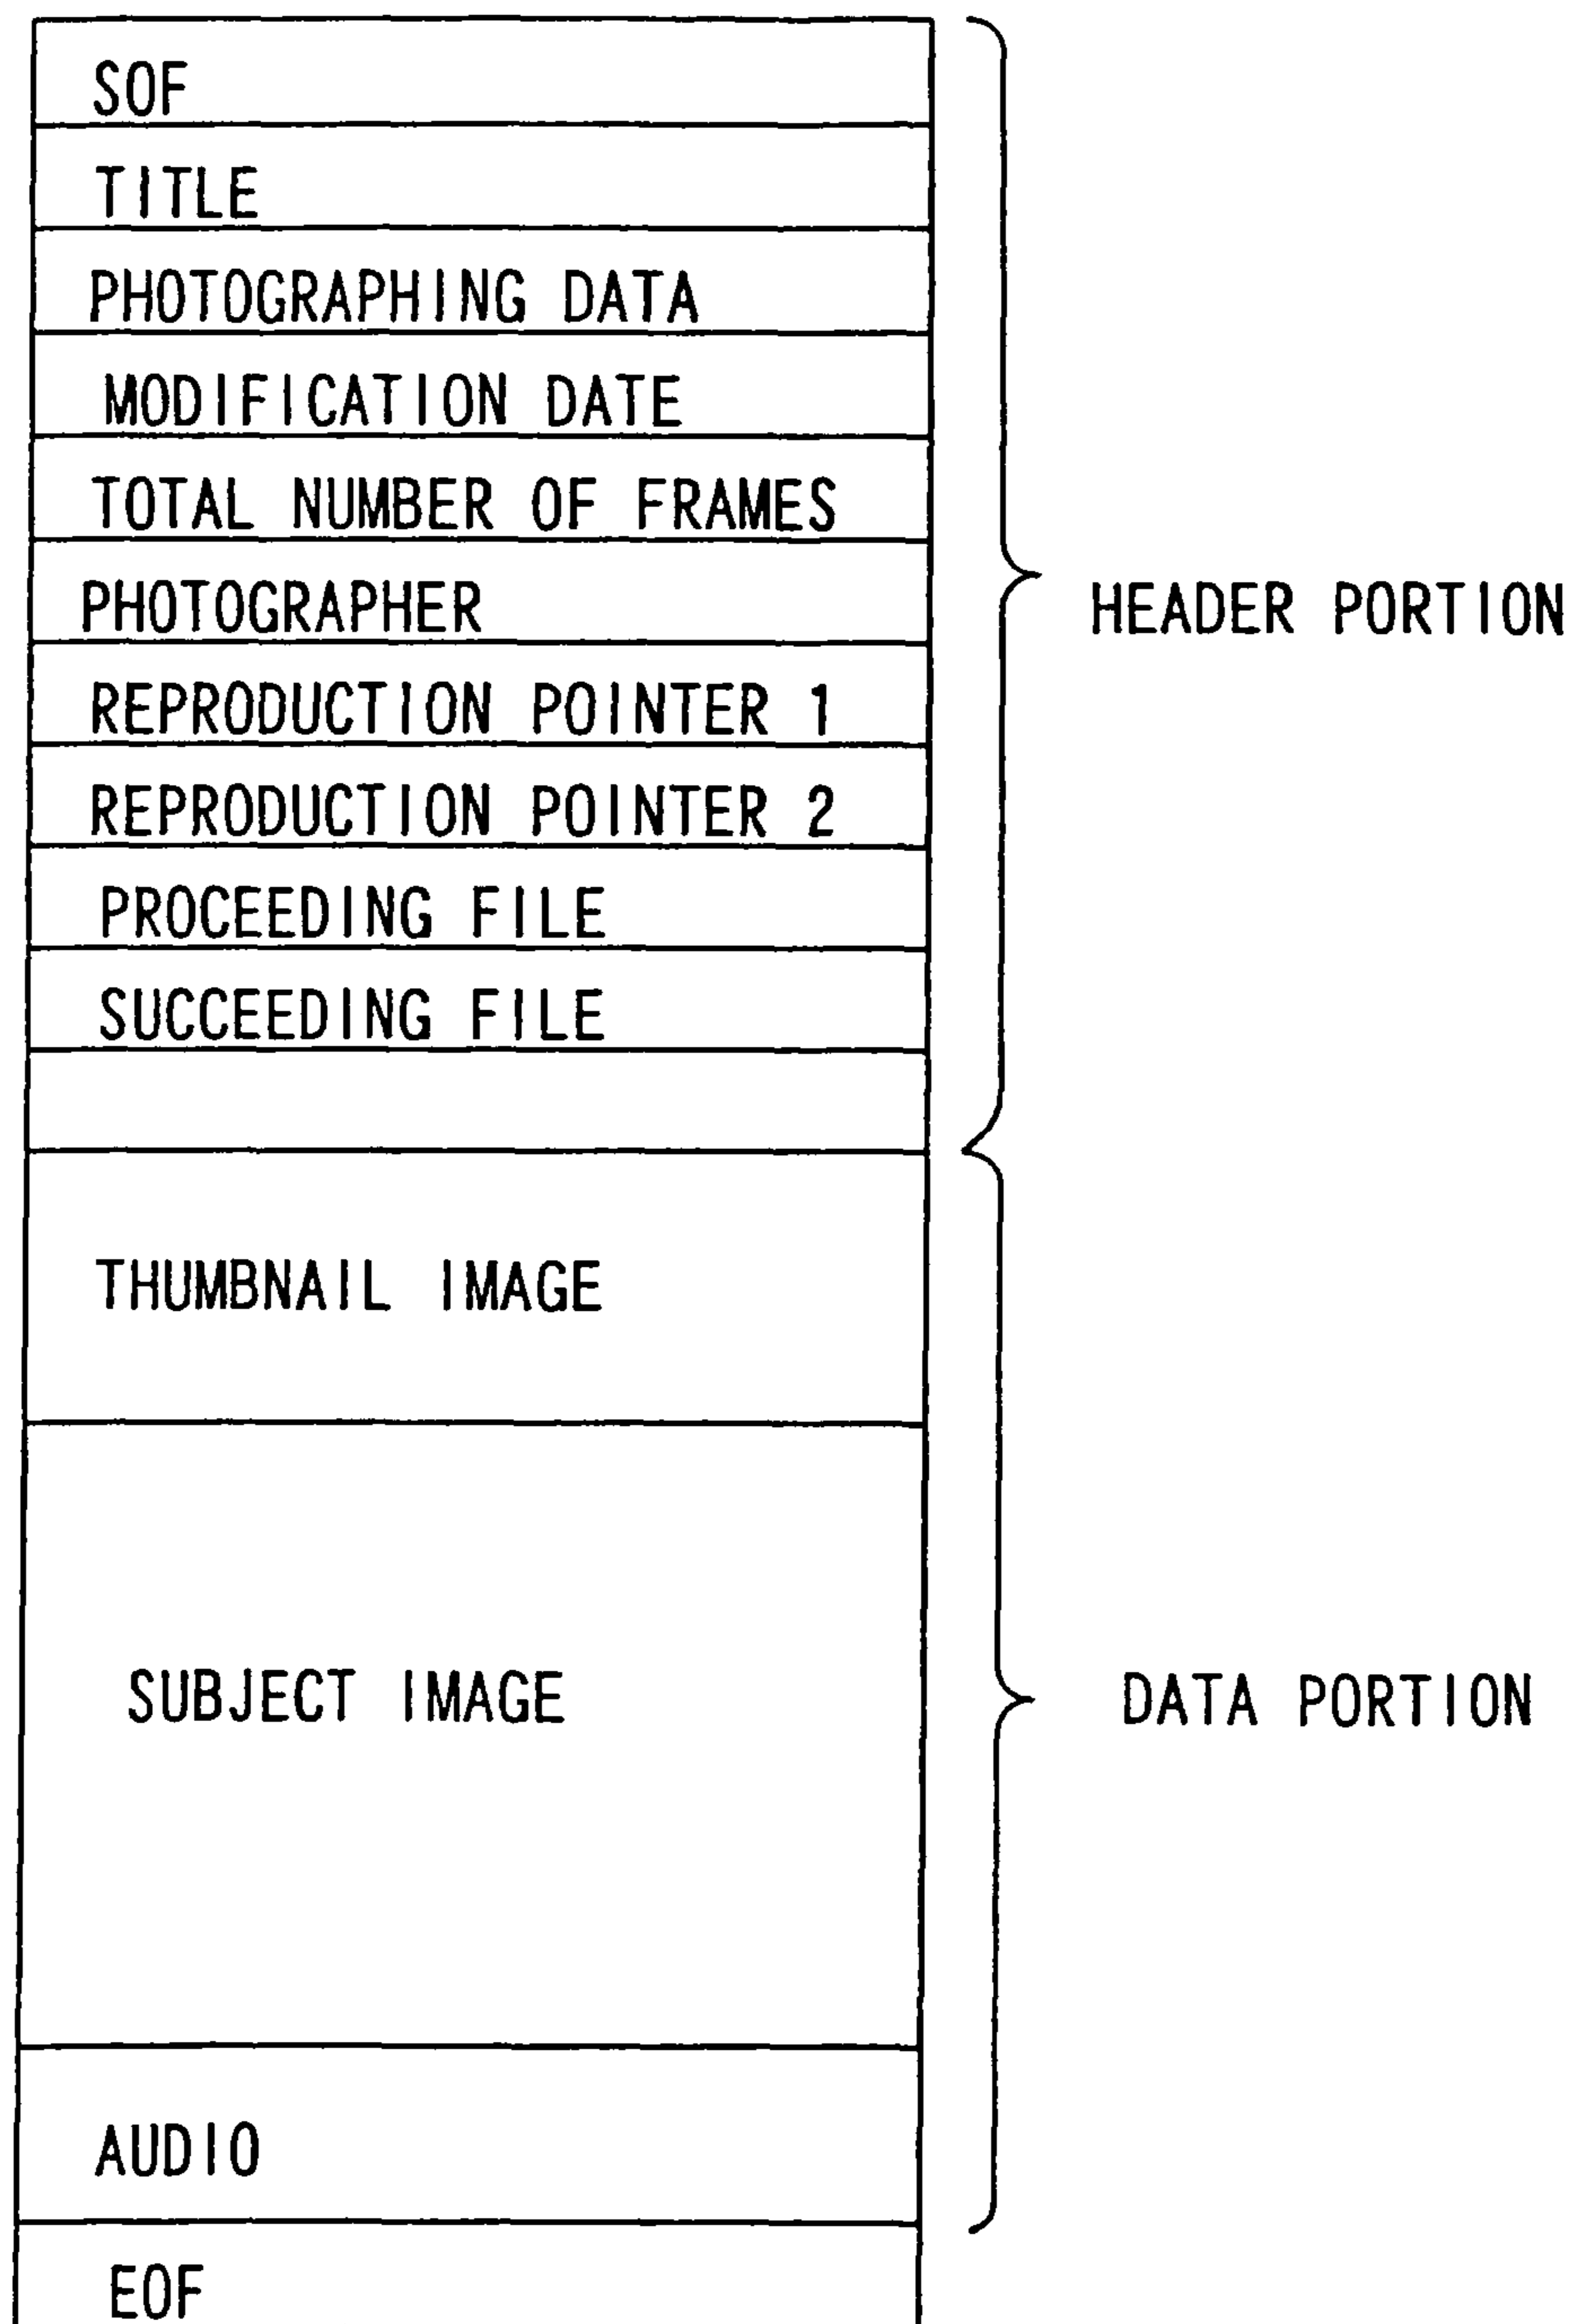 SOF
TITLE
PHOTOGRAPHING DATA
MODIFICATION DATE
TOTAL NUMBER OF FRAMES
PHOTOGRAPHER
HEADER PORTION
REPRODUCTION POINTER 1
REPRODUCTION POINTER 2
PROCEEDING FILE
SUCCEEDING FILE
THUMBNAIL IMAGE
SUBJECT IMAGE
DATA PORTION
AUDIO
EOF